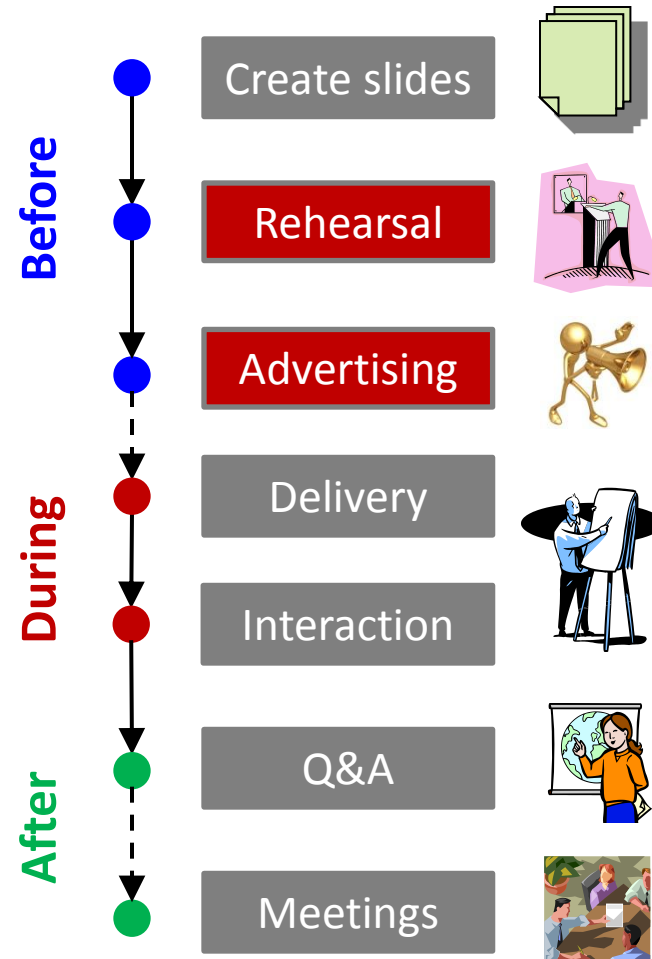 Before
Create slides
Rehearsal
Advertising
During
Delivery
Interaction
After
Q&A
Meetings